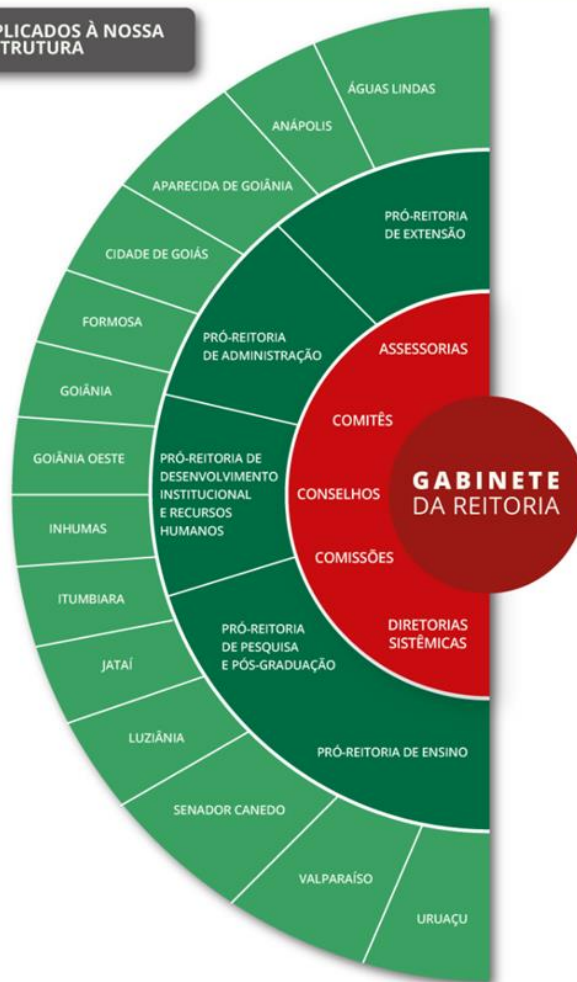 PLICADOS À NOSSA
TRUTURA
ÁGUAS LINDAS
ANÁPOLIS
APARECIDA DE GOIÂNIA
CIDADE DE GOIÁS
FORMOSA
GOIÂNIA
GOIÂNIA OESTE
INHUMAS
ITUMBIARA
JATAÍ
LUZIÂNIA
SENADOR CANEDO
VALPARAÍSO
URUAÇU
PRÓ-REITORIA
DE EXTENSÃO
PRÓ-REITORIA
DE ADMINISTRAÇÃO
PRÓ-REITORIA DE
DESENVOLVIMENTO
INSTITUCIONAL
E RECURSOS
HUMANOS
PRÓ-REITORIA
DE PESQUISA
E PÓS-GRADUAÇÃO
PRÓ-REITORIA DE ENSINO
ASSESSORIAS
COMITÊS
CONSELHOS
COMISSÕES
DIRETORIAS
SISTÊMICAS
GABINETE
DA REITORIA